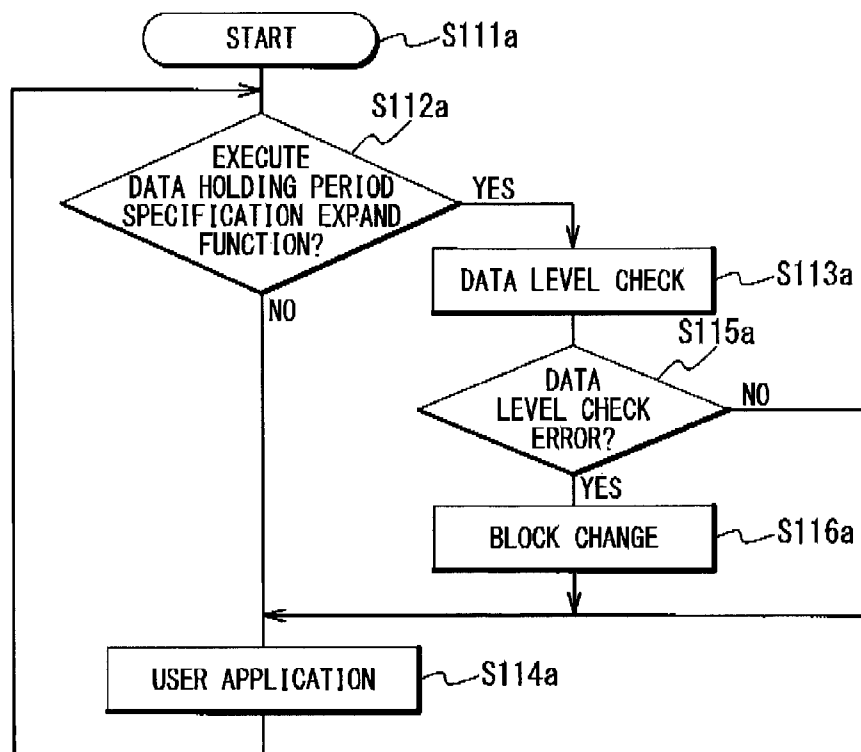 START
S111a
S112a
EXECUTE
DATA HOLDING PERIOD
SPECIFICATION EXPAND
FUNCTION?
YES
NO
DATA LEVEL CHECK
S113a
S115a
DATA
LEVEL CHECK
ERROR?
NO
YES
BLOCK CHANGE
S116a
USER APPLICATION
S114a